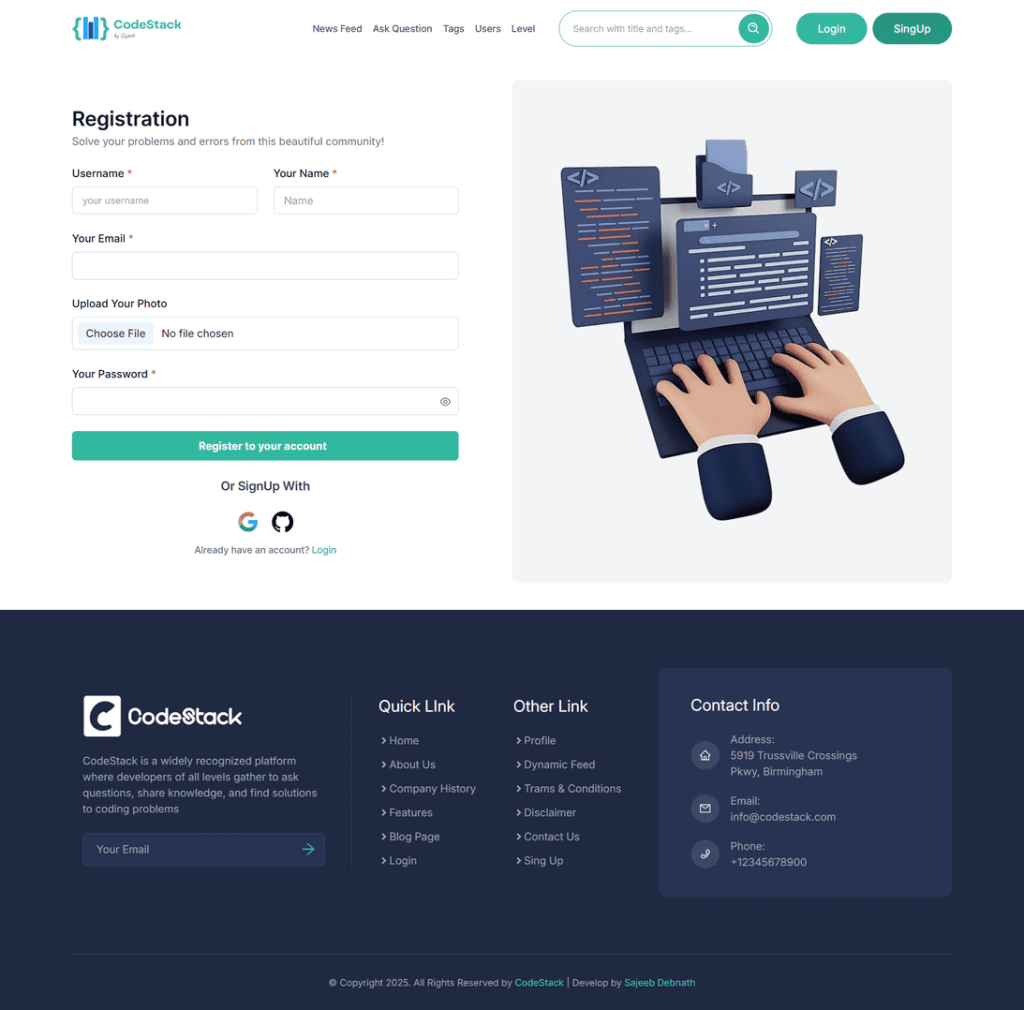 CodeStack
by Sajeeb
News Feed Ask Question Tags Users Level
Search with title and tags...
Login
SingUp
Registration
Solve your problems and errors from this beautiful community!
Username *
Your Name *
your username
Name
Your Email *
Upload Your Photo
Choose File No file chosen
Your Password *
Register to your account
Or SignUp With
Already have an account? Login
</>
</>
</>
</>
x +
CodeStack
CodeStack is a widely recognized platform
where developers of all levels gather to ask
questions, share knowledge, and find solutions
to coding problems
Your Email
Quick LInk
Home
About Us
Company History
Features
Blog Page
Login
Other Link
Profile
Dynamic Feed
Trams & Conditions
Disclaimer
Contact Us
Sing Up
Contact Info
Address:
5919 Trussville Crossings
Pkwy, Birmingham
Email:
info@codestack.com
Phone:
+12345678900
© Copyright 2025. All Rights Reserved by CodeStack | Develop by Sajeeb Debnath